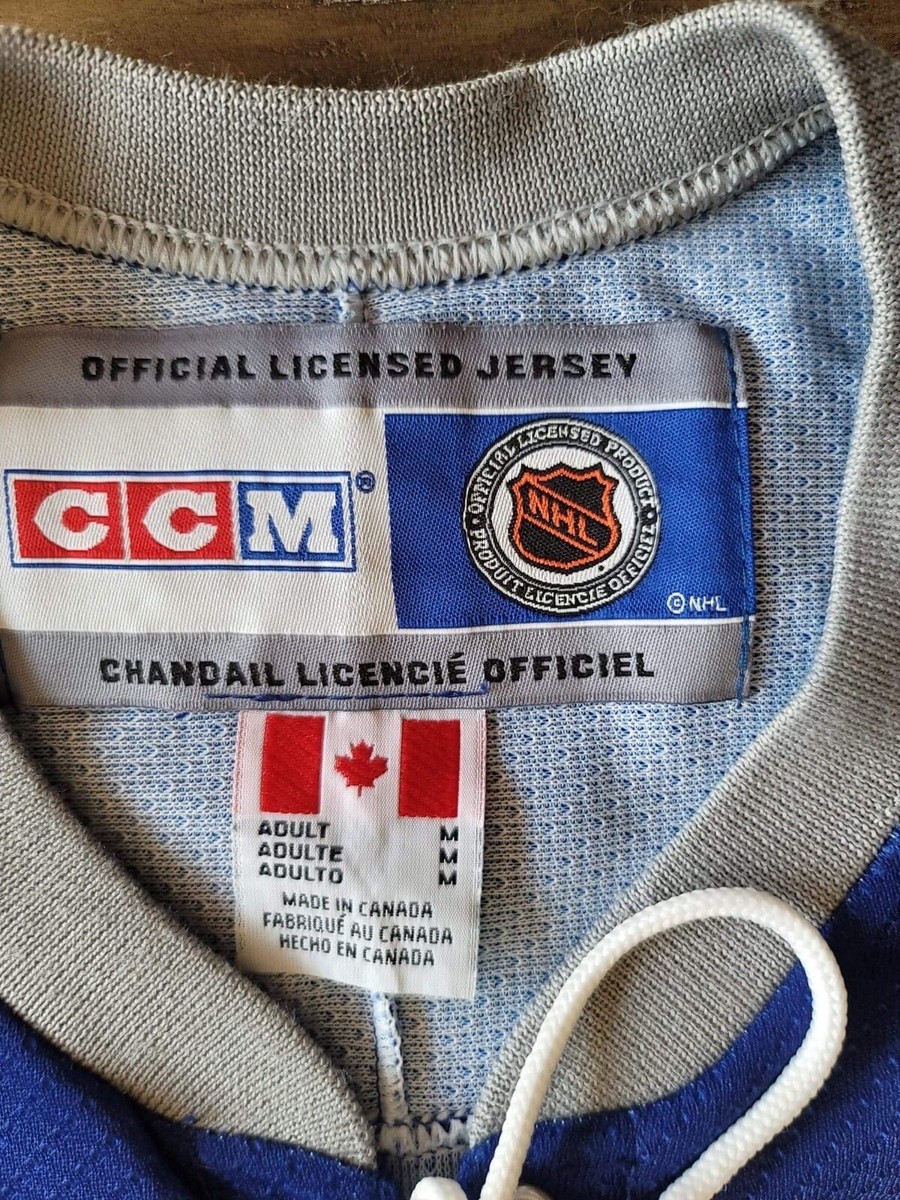 OFFICIAL LICENSED JERSEY
CCM®
OFFICIAL LICENSED PRODUCT
NHL
PRODUIT LICENCIE OFFICIEL
© NHL
CHANDAIL LICENCIÉ OFFICIEL
ADULT M
ADULTE M
ADULTO M
MADE IN CANADA
FABRIQUÉ AU CANADA
HECHO EN CANADA